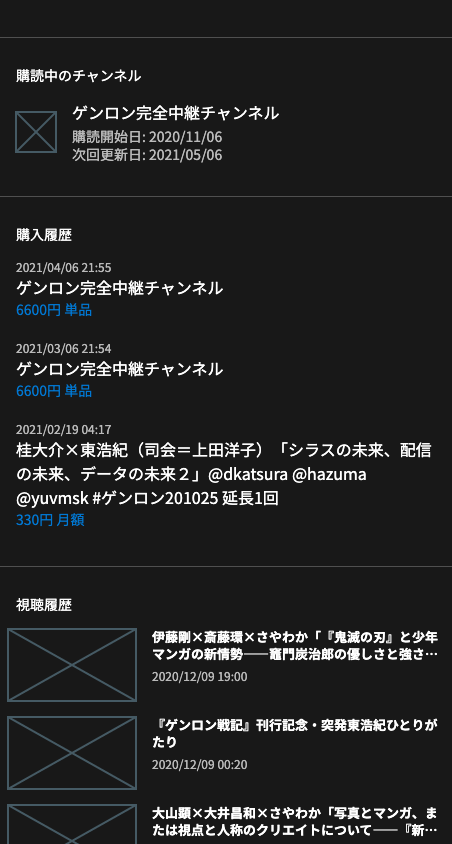 購読中のチャンネル
ゲンロン完全中継チャンネル
購読開始日: 2020/11/06
次回更新日: 2021/05/06
購入履歴
2021/04/06 21:55
ゲンロン完全中継チャンネル
6600円 単品
2021/03/06 21:54
ゲンロン完全中継チャンネル
6600円 単品
2021/02/19 04:17
桂大介×東浩紀（司会＝上田洋子）「シラスの未来、配信
の未来、データの未来２」@dkatsura @hazuma
@yuvmsk #ゲンロン201025 延長1回
330円 月額
視聴履歴
伊藤剛×斎藤環×さやわか「『鬼滅の刃』と少年
マンガの新情勢――竈門炭治郎の優しさと強さ…
2020/12/09 19:00
『ゲンロン戦記』刊行記念・突発東浩紀ひとりが
たり
2020/12/09 00:20
大山顕×大井昌和×さやわか「写真とマンガ、ま
たは視点と人称のクリエイトについて――『新…